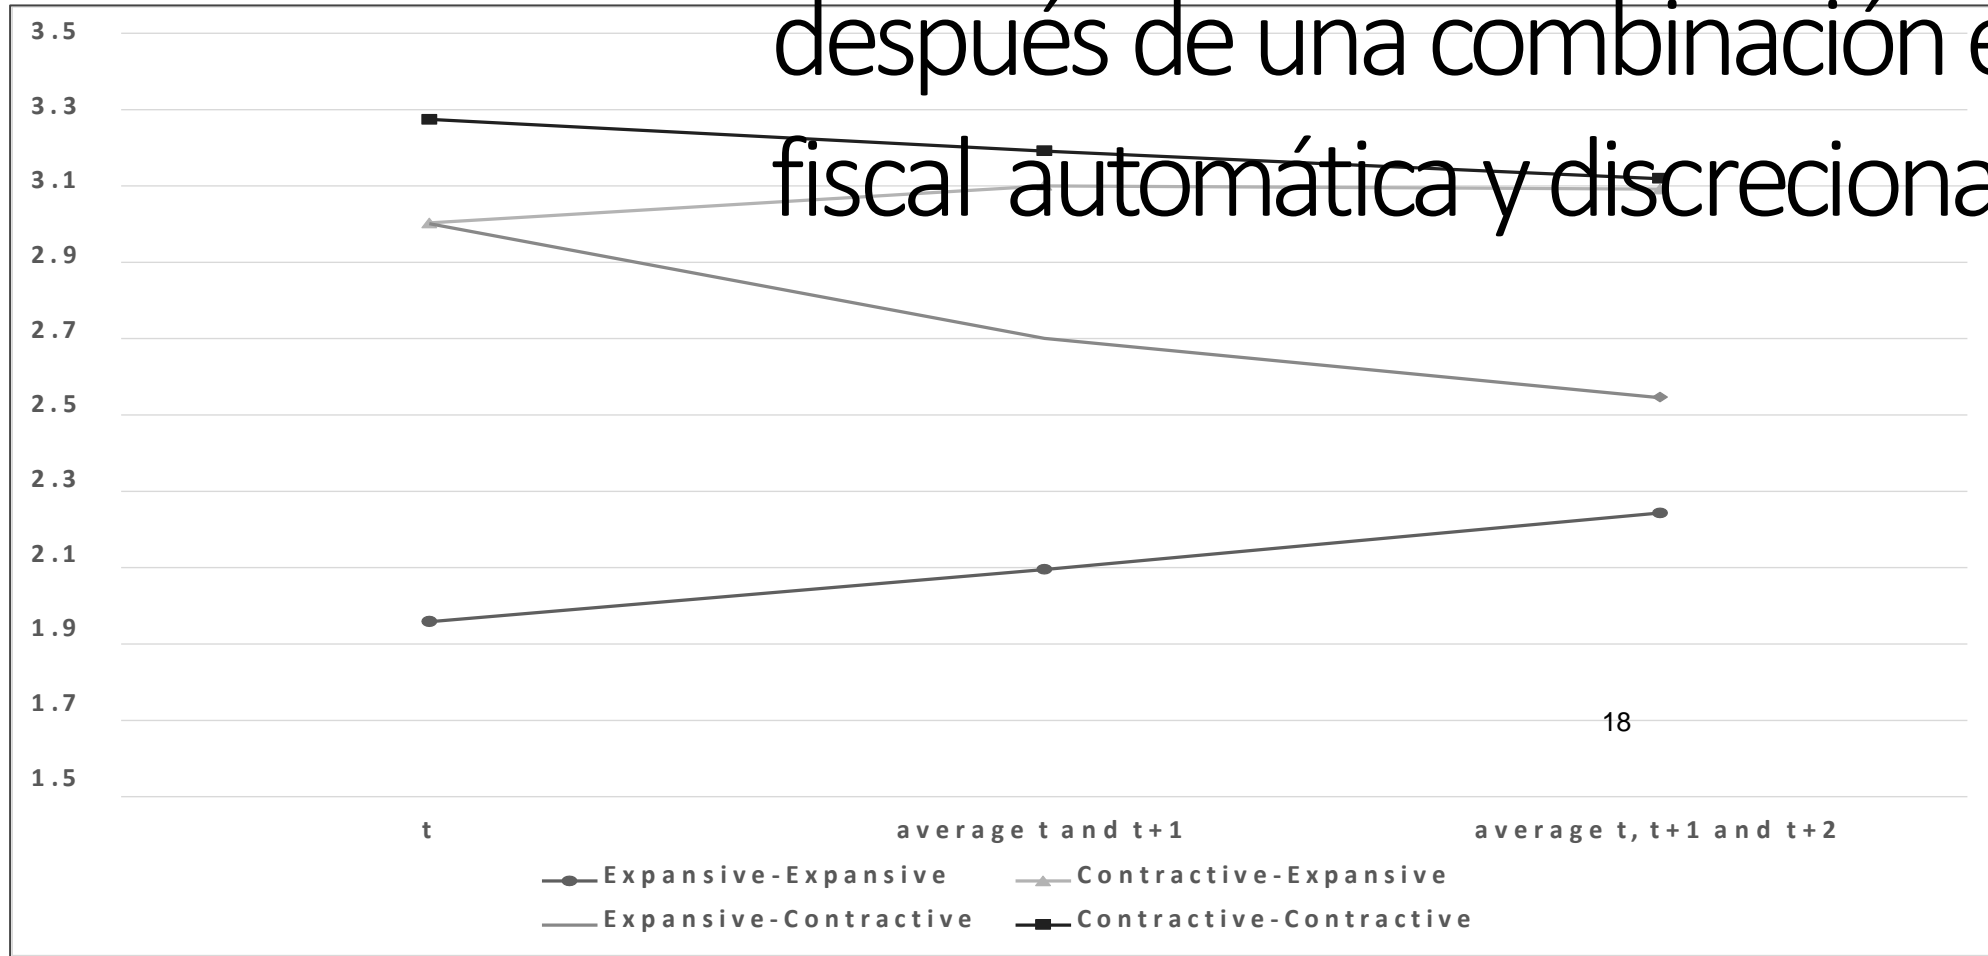 después de una combinación e
fiscal automática y discreciona
3.5
3.3
3.1
2.9
2.7
2.5
2.3
2.1
1.9
1.7
1.5
18
t
average t and t+1
average t, t+1 and t+2
Expansive-Expansive
Contractive-Expansive
Expansive-Contractive
Contractive-Contractive